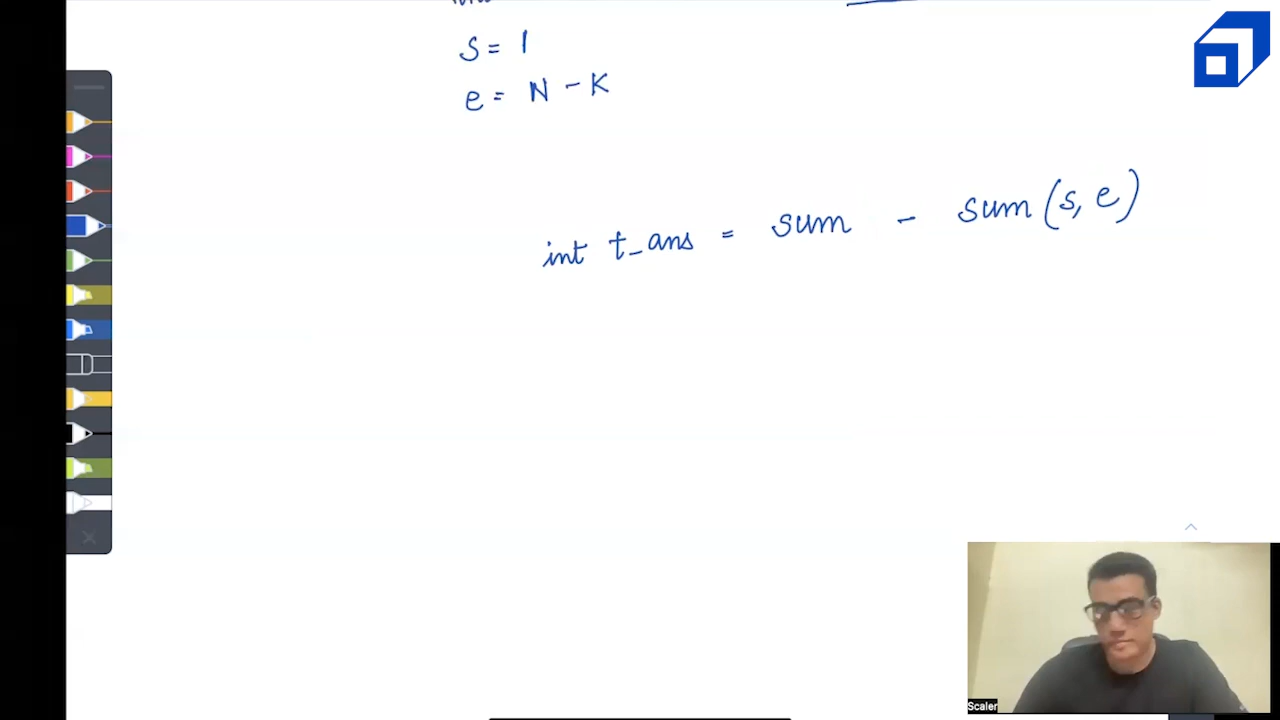 s = 1
e = N - K
int t_ans = sum - sum(s, e)
Scaler